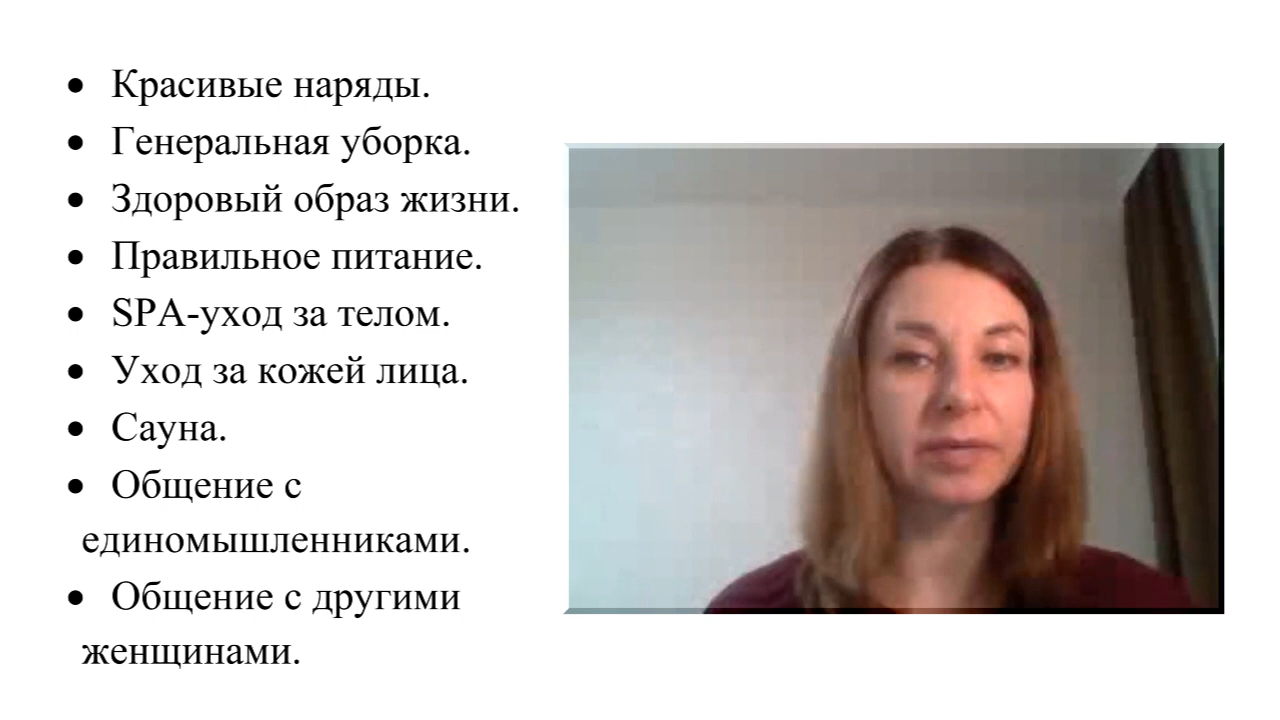 • Красивые наряды.
• Генеральная уборка.
• Здоровый образ жизни.
• Правильное питание.
• SPA-уход за телом.
• Уход за кожей лица.
• Сауна.
• Общение с
единомышленниками.
• Общение с другими
женщинами.